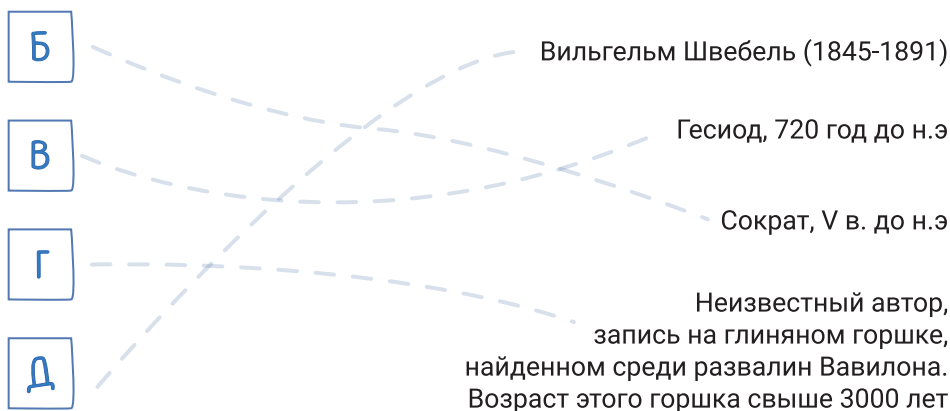 Б
Вильгельм Швебель (1845-1891)
Гесиод, 720 год до н.э
В
Сократ, V в. до н.э
Г
Неизвестный автор,
запись на глиняном горшке,
найденном среди развалин Вавилона.
Возраст этого горшка свыше 3000 лет
Д